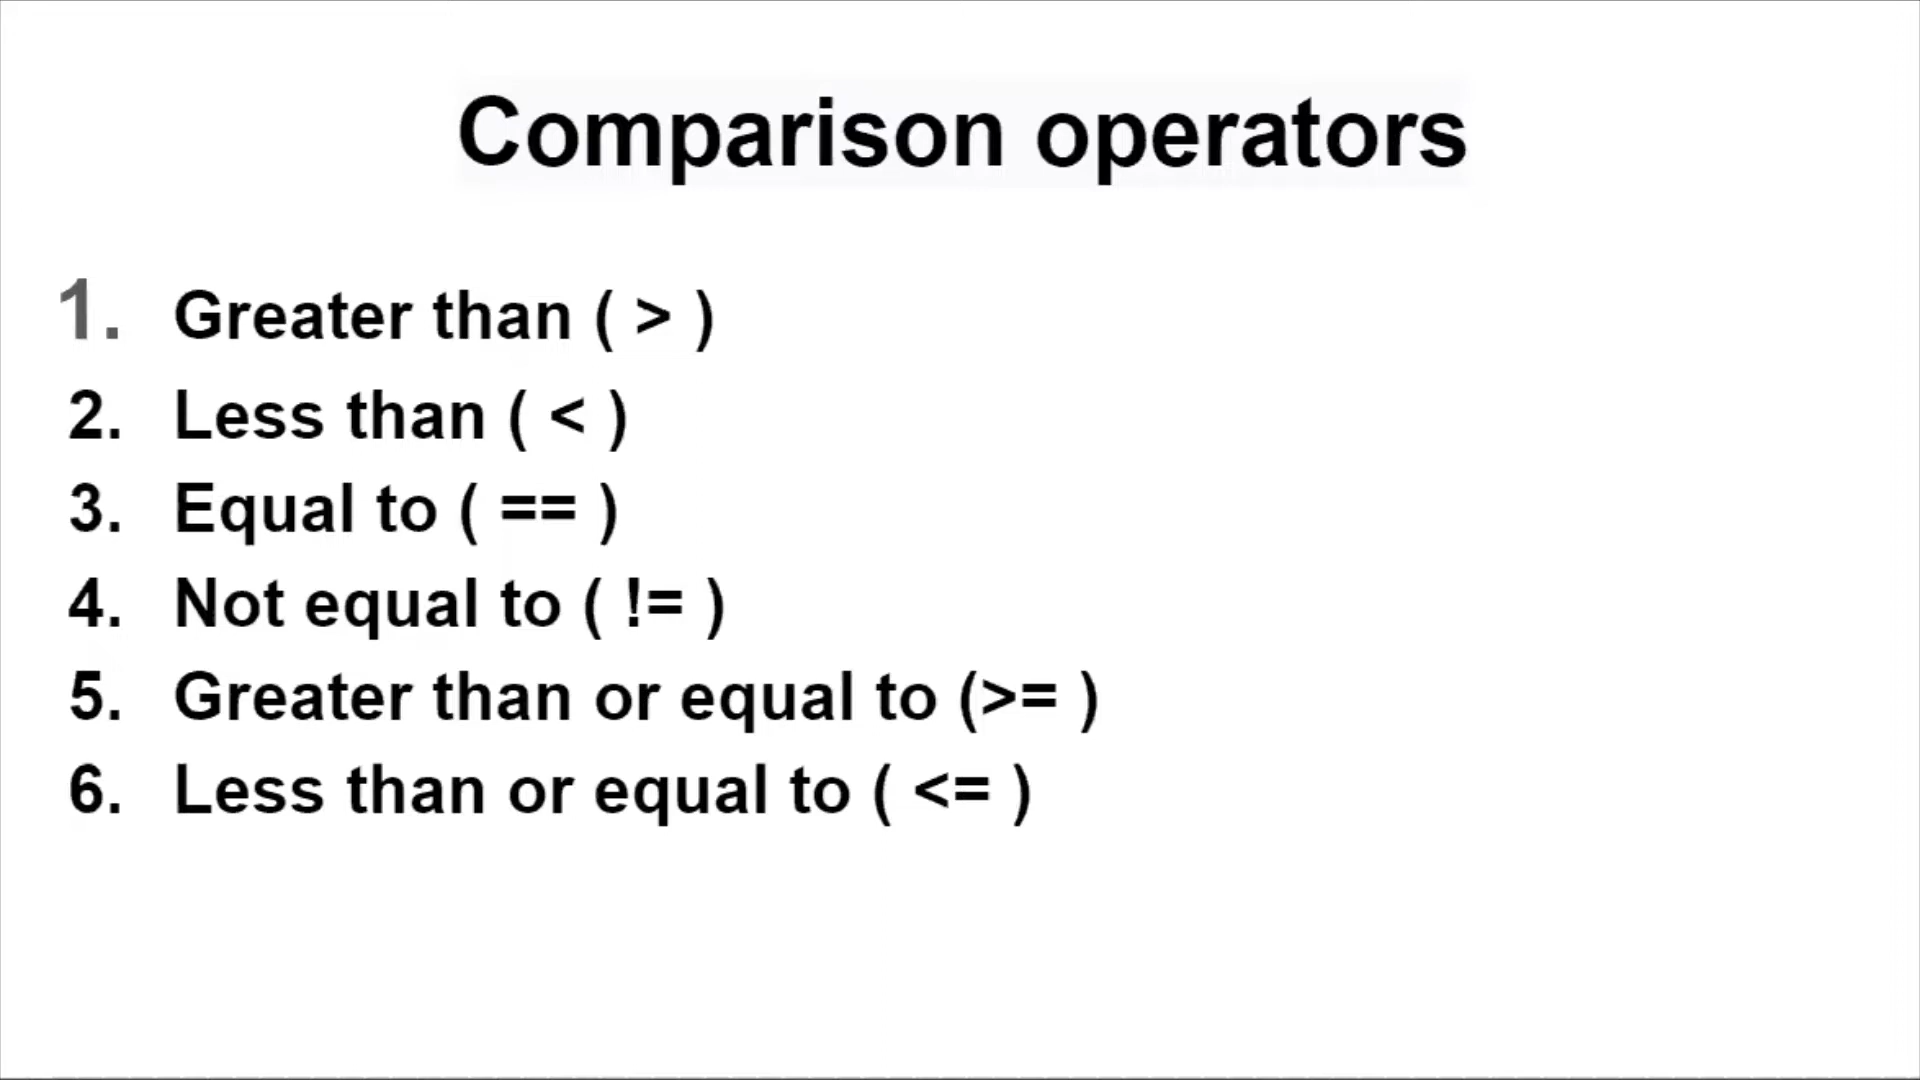 Comparison operators
1. Greater than ( > )
2. Less than ( < )
3. Equal to ( == )
4. Not equal to ( != )
5. Greater than or equal to (>= )
6. Less than or equal to ( <= )